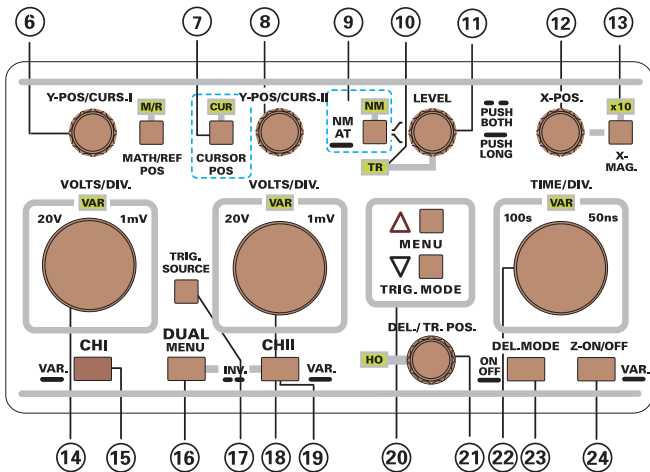 6 7 8 9 10 11 12 13
Y-POS/CURS.I M/R CUR Y-POS/CURS.II NM LEVEL PUSH BOTH X-POS. x10
MATH/REF POS CURSOR POS NM AT TR PUSH LONG X-MAG.
VOLTS/DIV. VOLTS/DIV. TIME/DIV.
VAR VAR VAR
20V 1mV 20V 1mV 100s 50ns
TRIG. SOURCE MENU
TRIG. MODE
CHI DUAL MENU CHII DEL./ TR. POS. DEL.MODE Z-ON/OFF
VAR. INV. VAR. HO ON OFF VAR.
14 15 16 17 18 19 20 21 22 23 24